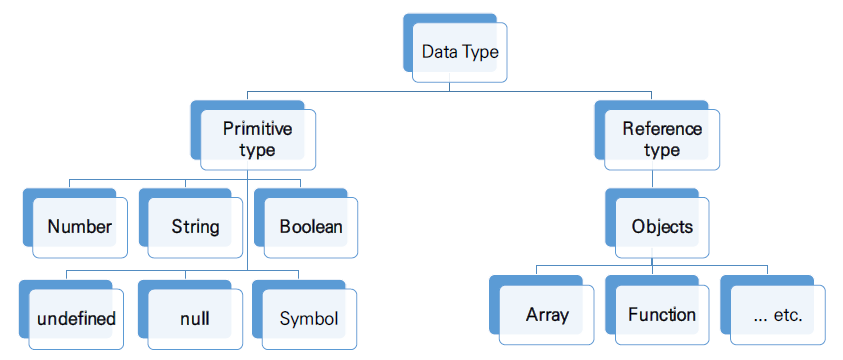 Data Type
Primitive
type
Reference
type
Number
String
Boolean
Objects
undefined
null
Symbol
Array
Function
... etc.